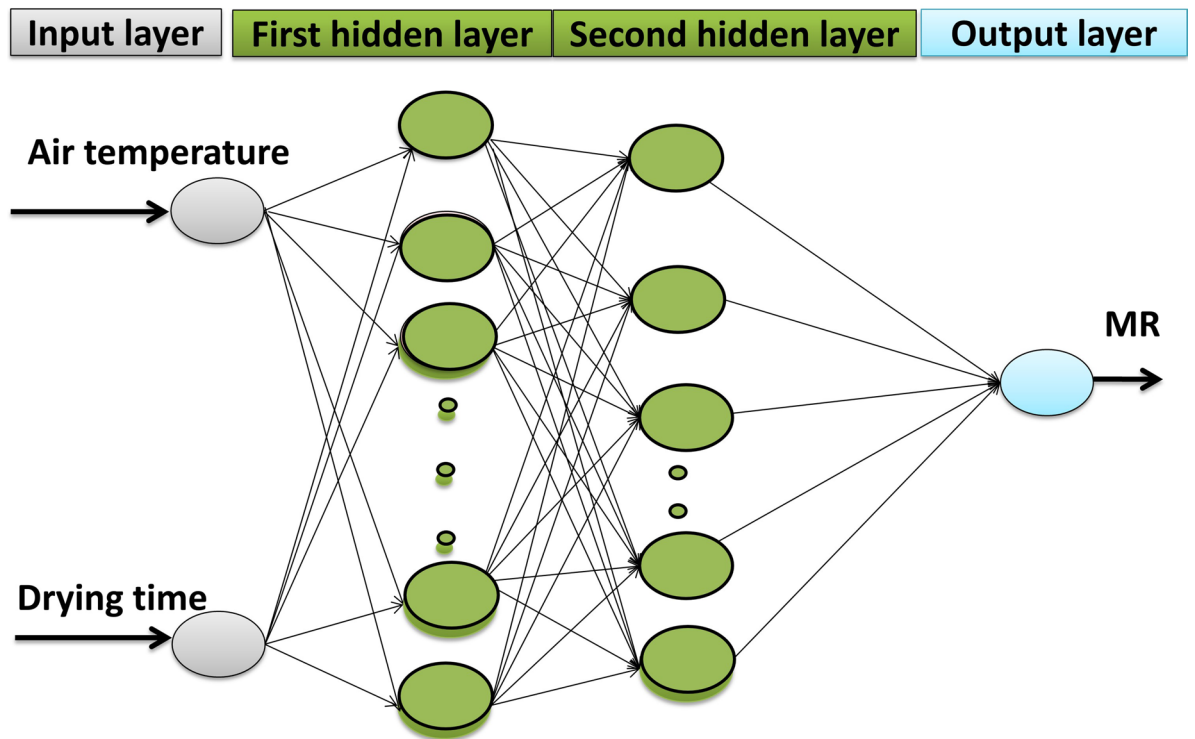 Input layer
First hidden layer
Second hidden layer
Output layer
Air temperature
MR
Drying time